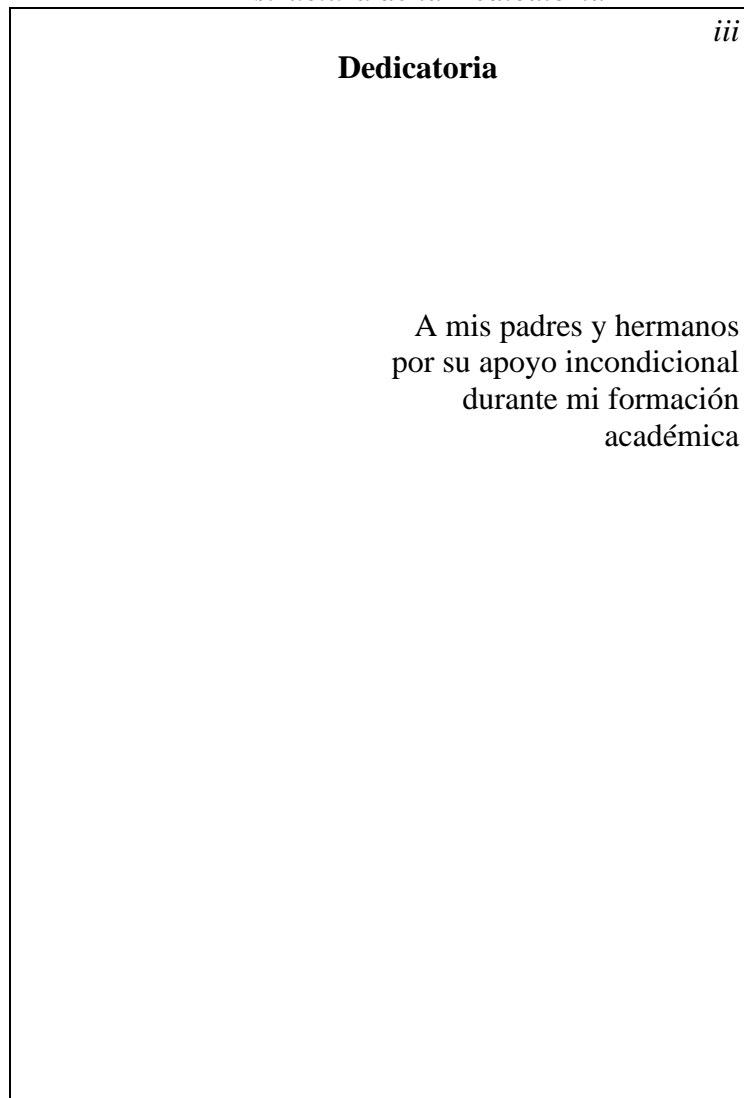 iii
Dedicatoria
A mis padres y hermanos
por su apoyo incondicional
durante mi formación
académica